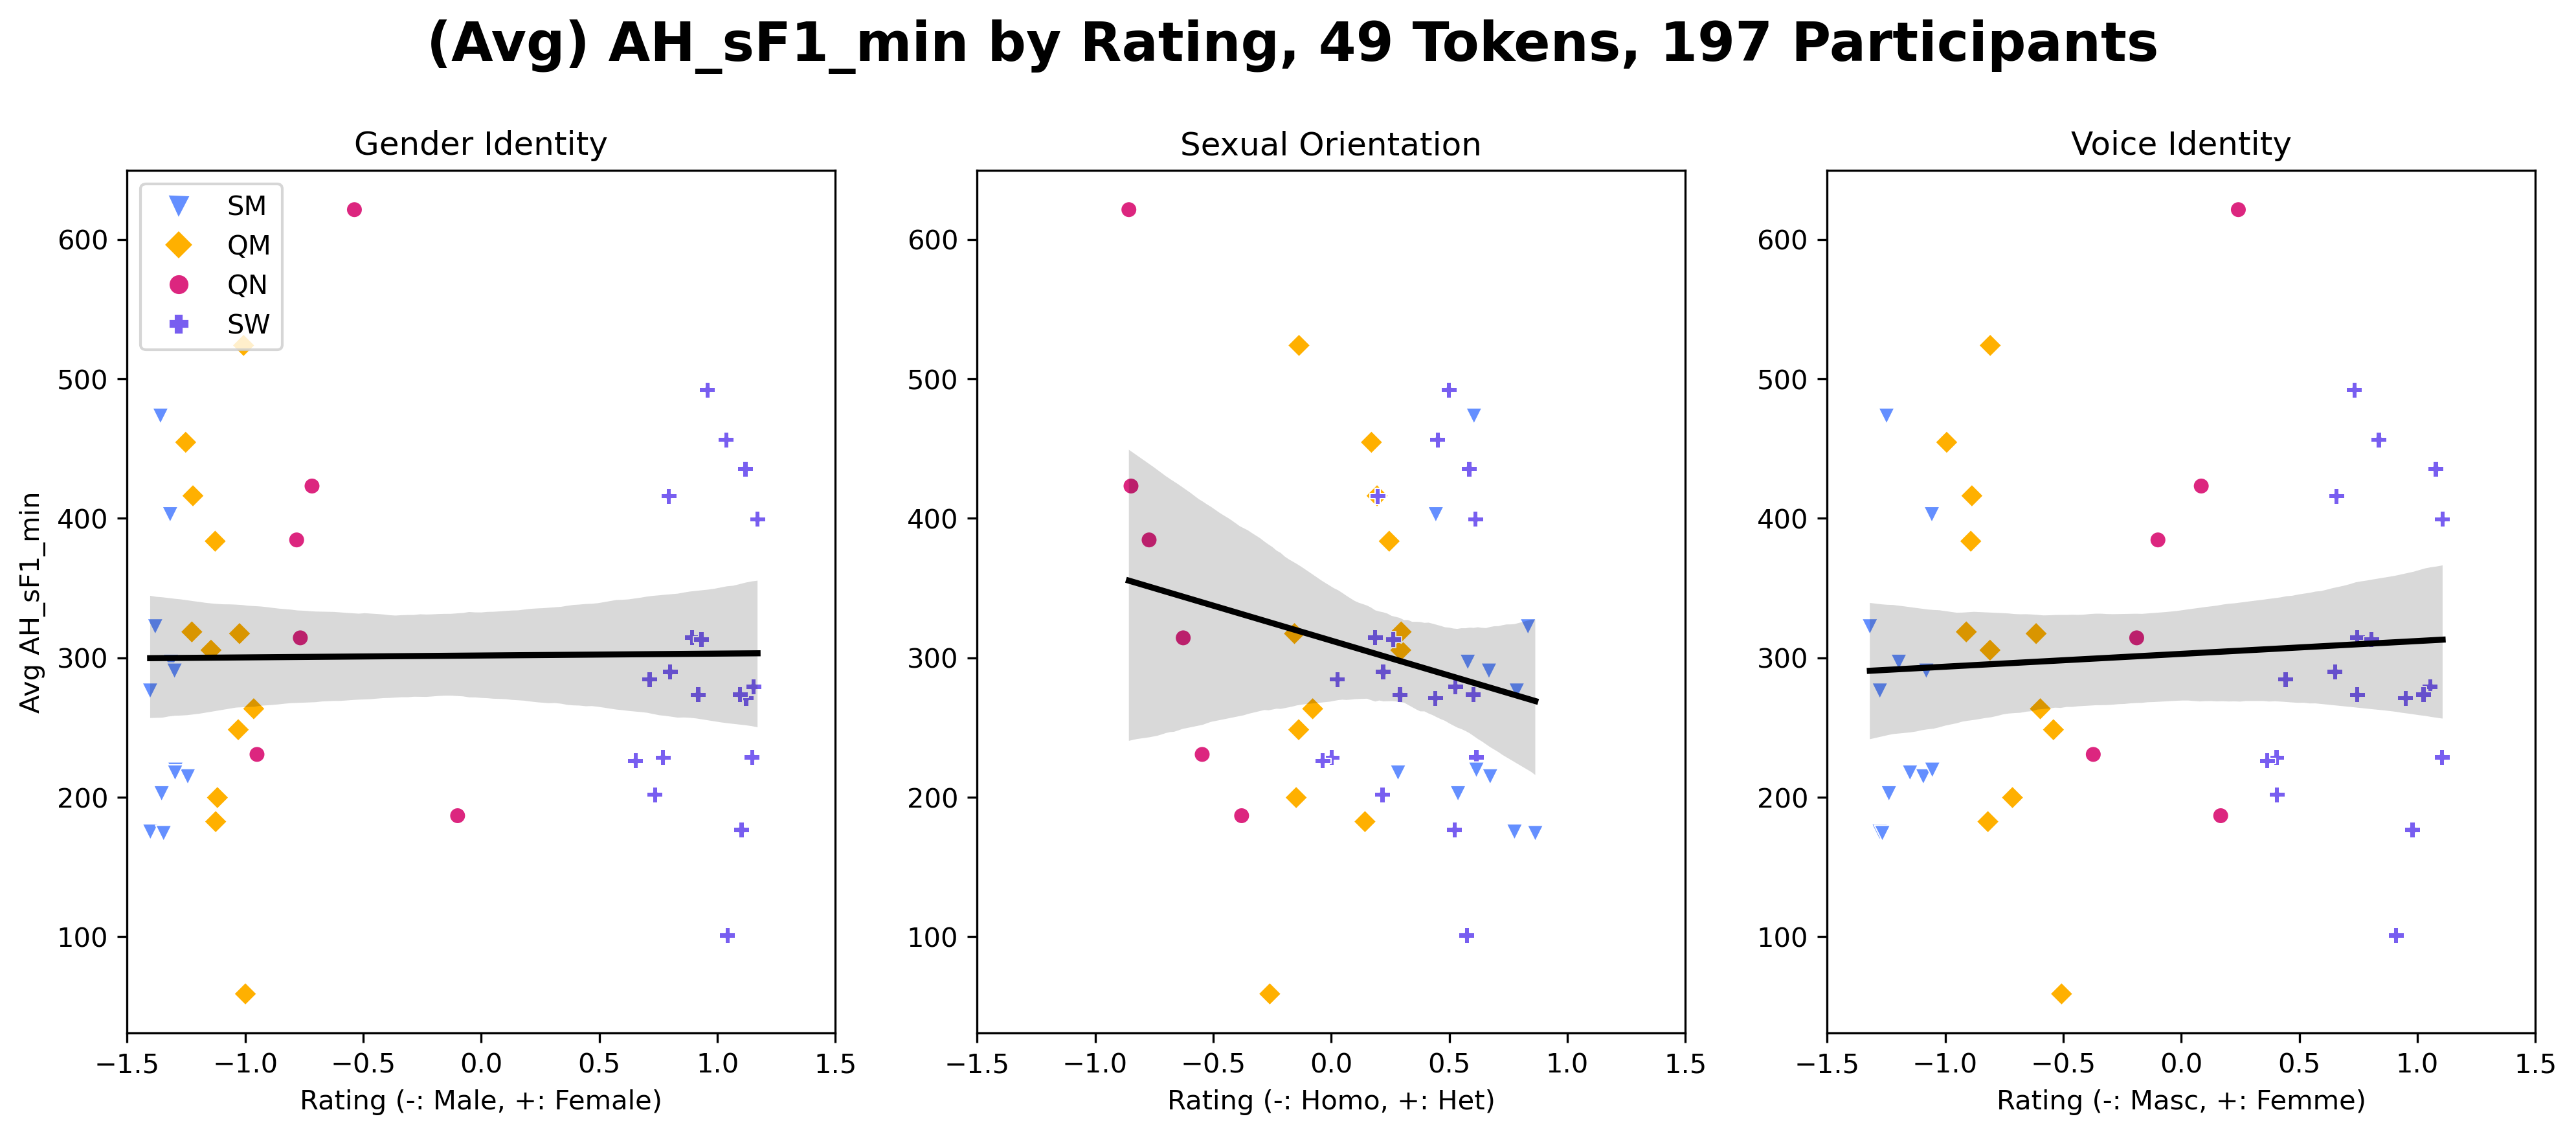 (Avg) AH_sF1_min by Rating, 49 Tokens, 197 Participants
Gender Identity
Sexual Orientation
Voice Identity
SM
QM
QN
SW
Avg AH_sF1_min
600
500
400
300
200
100
−1.5 −1.0 −0.5 0.0 0.5 1.0 1.5
Rating (-: Male, +: Female)
600
500
400
300
200
100
−1.5 −1.0 −0.5 0.0 0.5 1.0 1.5
Rating (-: Homo, +: Het)
600
500
400
300
200
100
−1.5 −1.0 −0.5 0.0 0.5 1.0 1.5
Rating (-: Masc, +: Femme)